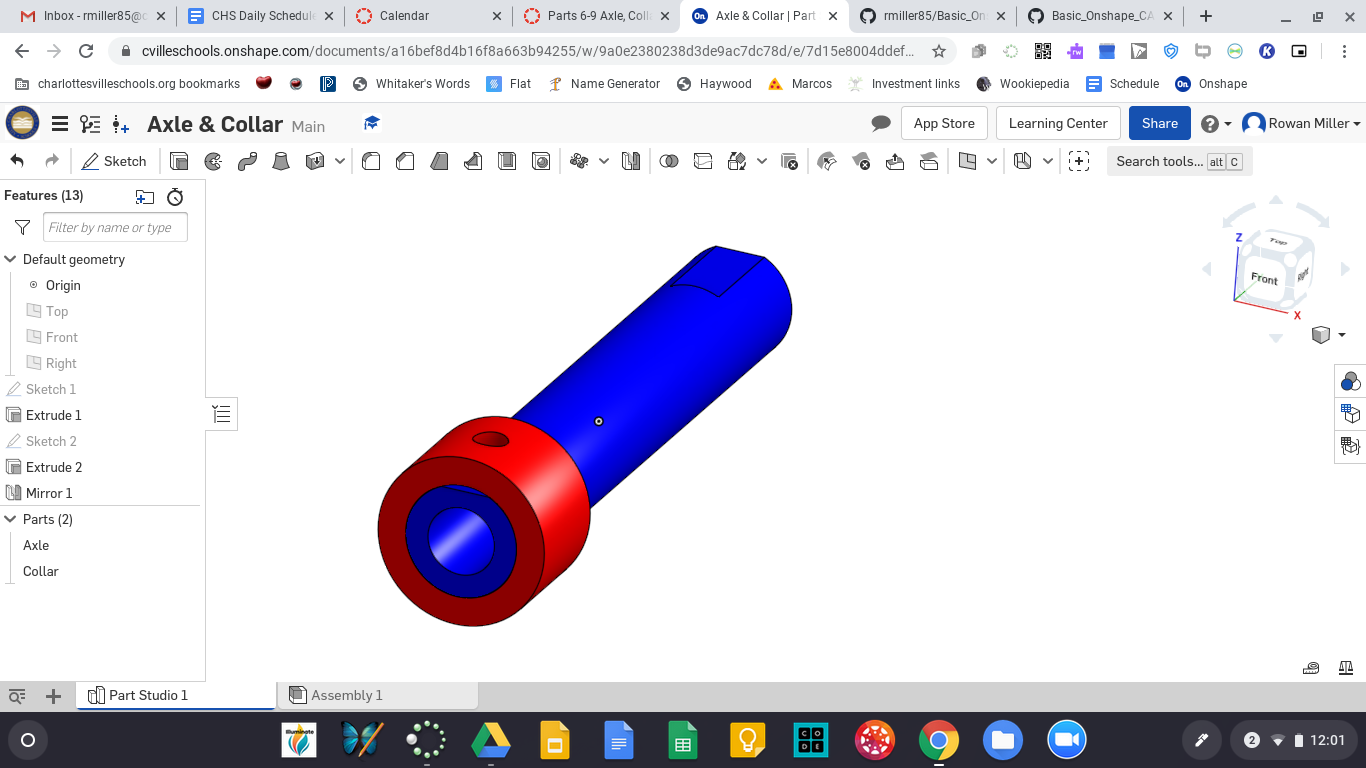 Inbox - rmiller85@c
CHS Daily Schedul
Calendar
Parts 6-9 Axle, Coll
Axle & Collar | Part
rmiller85/Basic_On
Basic_Onshape_CA
cvilleschools.onshape.com/documents/a16bef8d4b16f8a663b94255/w/9a0e2380238d3de9ac7dc78d/e/7d15e8004ddef...
charlottesvilleschools.org bookmarks
Whitaker's Words
Flat
Name Generator
Haywood
Marcos
Investment links
Wookiepedia
Schedule
On
Onshape
Axle & Collar Main
App Store
Learning Center
Share
Rowan Miller
Sketch
Search tools... alt C
Features (13)
Filter by name or type
Default geometry
Origin
Top
Front
Right
Sketch 1
Extrude 1
Sketch 2
Extrude 2
Mirror 1
Parts (2)
Axle
Collar
Z
Top
Front
Right
X
Part Studio 1
Assembly 1
Illuminate
CODE
2
12:01